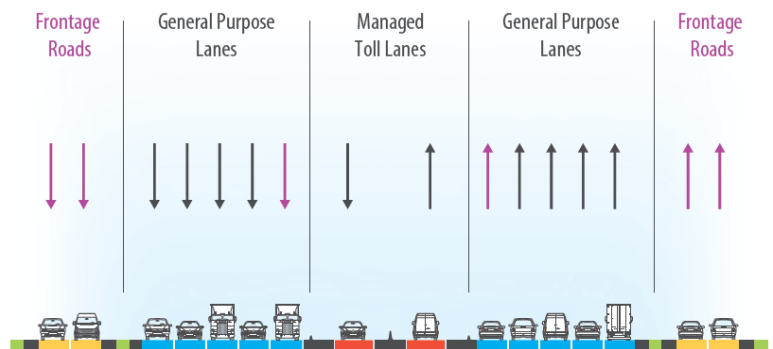 Frontage
Roads
General Purpose
Lanes
Managed
Toll Lanes
General Purpose
Lanes
Frontage
Roads